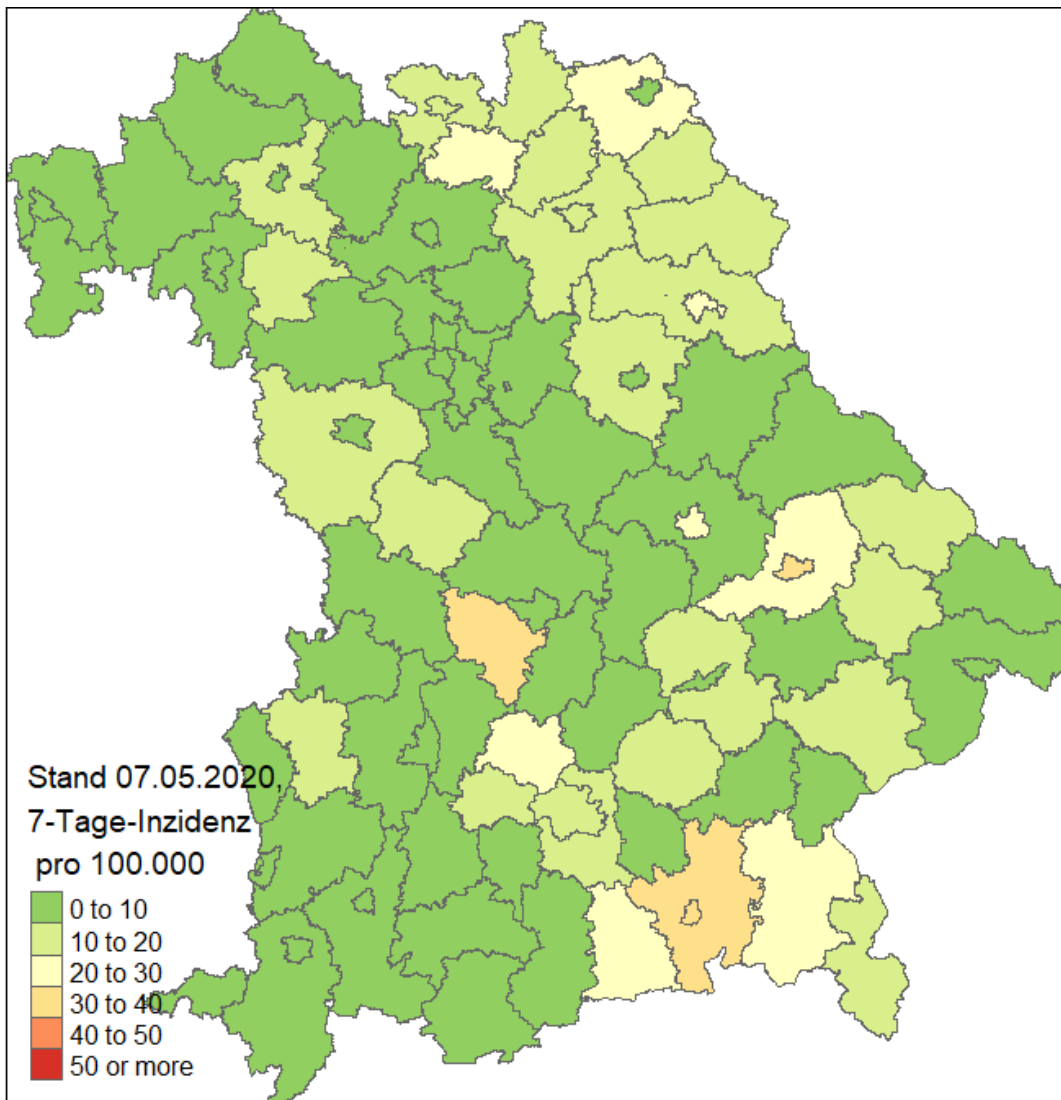 Stand 07.05.2020,
7-Tage-Inzidenz
pro 100.000
0 to 10
10 to 20
20 to 30
30 to 40
40 to 50
50 or more